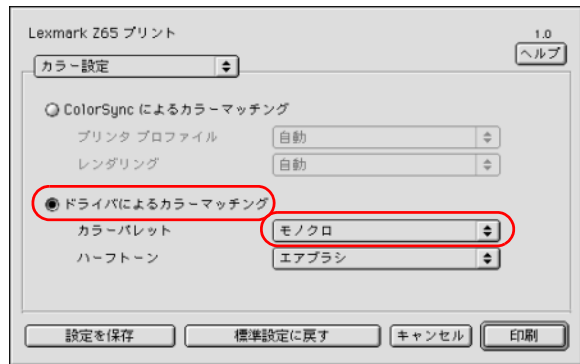 Lexmark Z65 プリント
1.0
カラー設定
ヘルプ
ColorSync によるカラーマッチング
プリンタ プロファイル 自動
レンダリング 自動
ドライバによるカラーマッチング
カラーパレット モノクロ
ハーフトーン エアブラシ
設定を保存 標準設定に戻す キャンセル 印刷